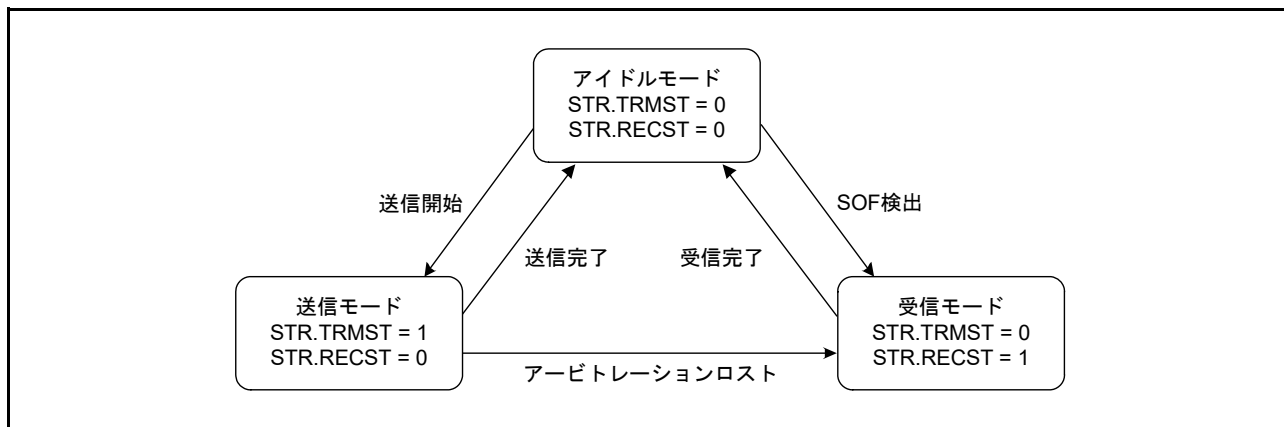 アイドルモード
STR.TRMST = 0
STR.RECST = 0
送信開始
SOF検出
送信完了
受信完了
送信モード
STR.TRMST = 1
STR.RECST = 0
受信モード
STR.TRMST = 0
STR.RECST = 1
アービトレーションロスト